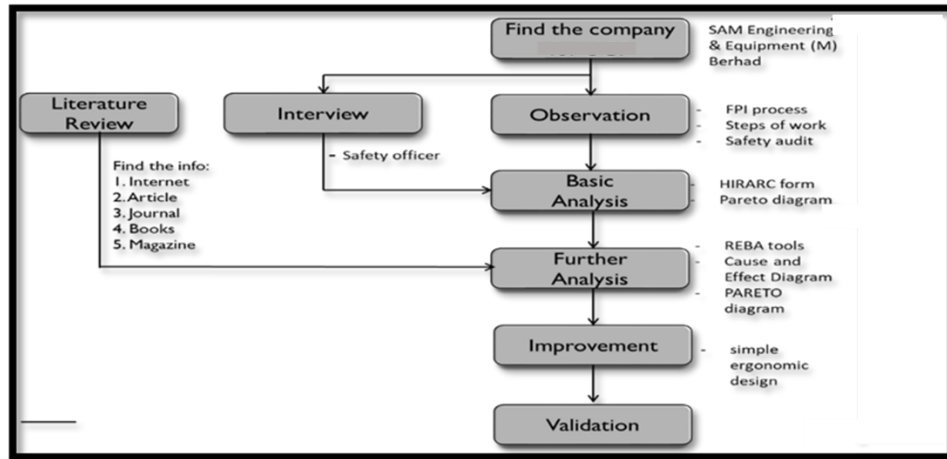 Find the company
SAM Engineering
& Equipment (M)
Berhad
Literature
Review
Interview
Observation
- FPI process
- Steps of work
- Safety audit
- Safety officer
Find the info:
1. Internet
2. Article
3. Journal
4. Books
5. Magazine
Basic
Analysis
- HIRARC form
- Pareto diagram
Further
Analysis
- REBA tools
- Cause and
Effect Diagram
- PARETO
diagram
Improvement
- simple
ergonomic
design
Validation